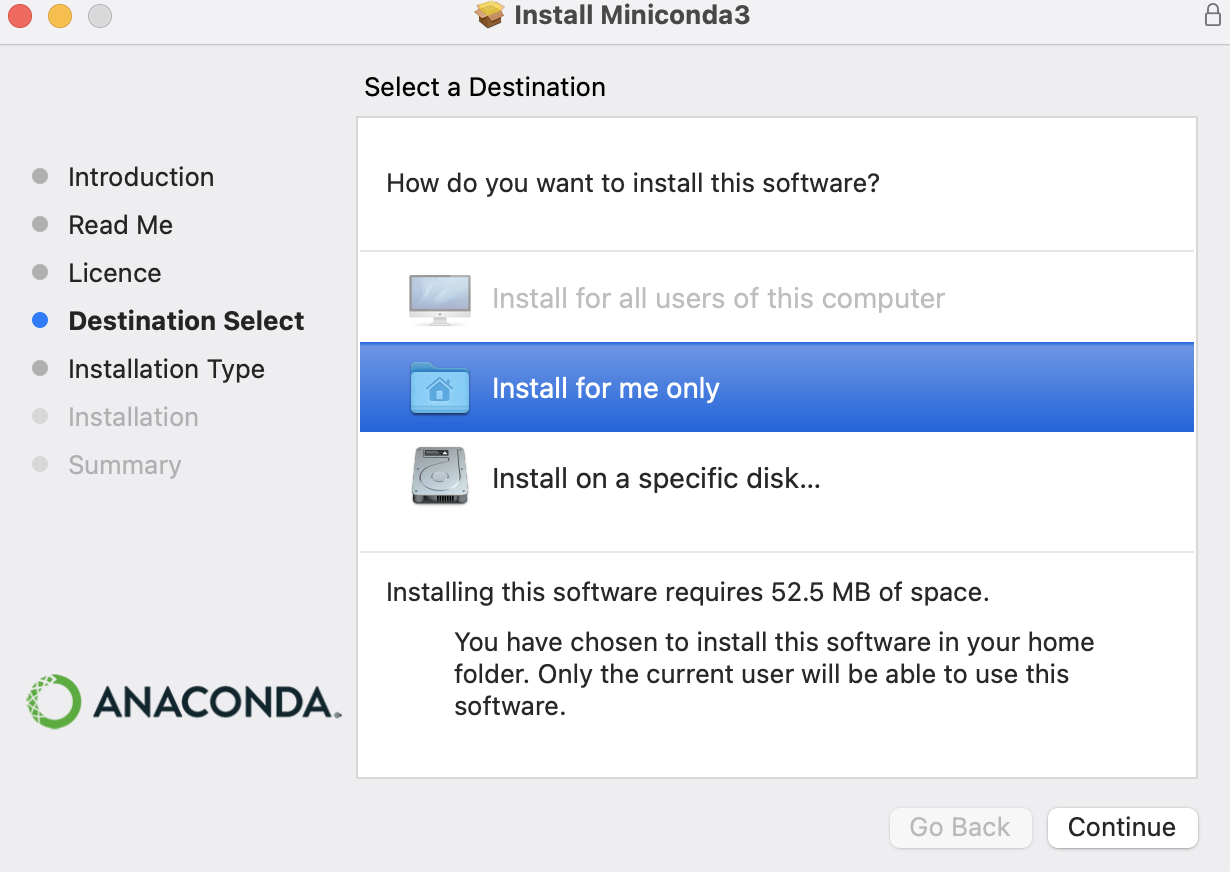 Install Miniconda3
Select a Destination
Introduction
Read Me
Licence
Destination Select
Installation Type
Installation
Summary
How do you want to install this software?
Install for all users of this computer
Install for me only
Install on a specific disk...
Installing this software requires 52.5 MB of space.
You have chosen to install this software in your home
folder. Only the current user will be able to use this
software.
ANACONDA.
Go Back
Continue